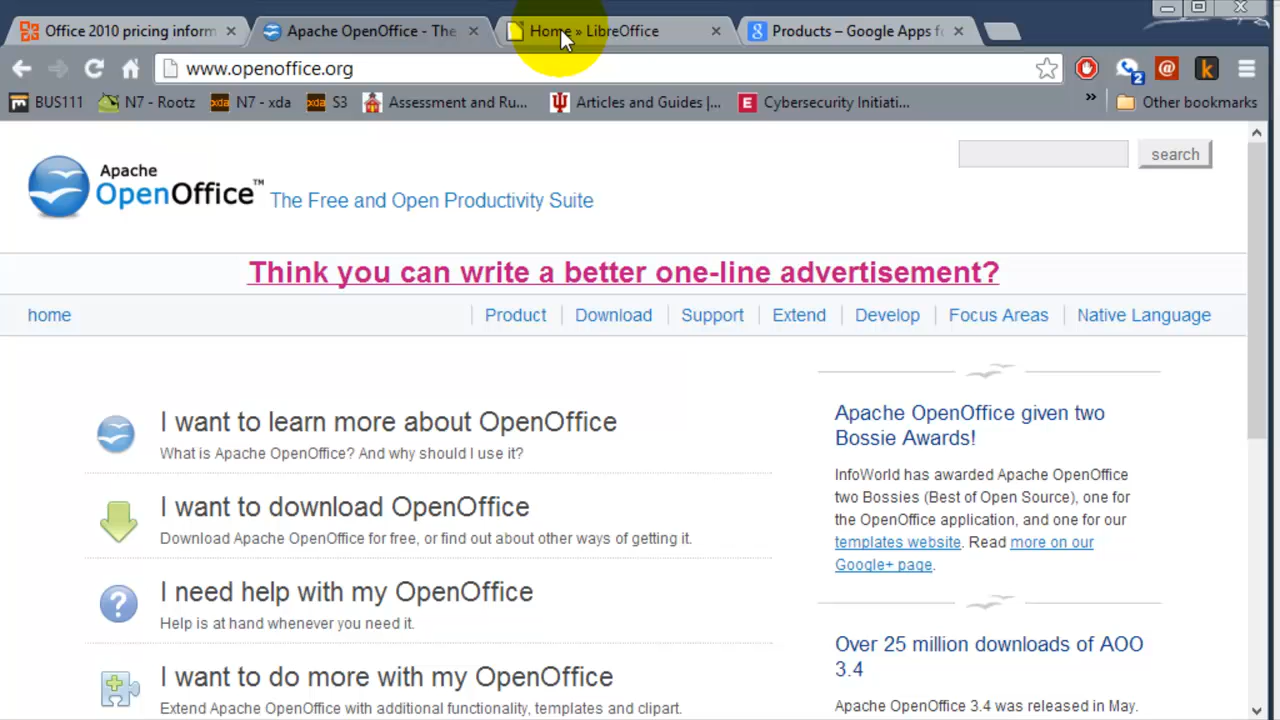 Office 2010 pricing inform
Apache OpenOffice - The
Home » LibreOffice
Products – Google Apps fo
www.openoffice.org
2
@
k
BUS111
N7 - Rootz
N7 - xda
S3
Assessment and Ru...
Articles and Guides |...
Cybersecurity Initiati...
»
Other bookmarks
Apache
OpenOffice™
The Free and Open Productivity Suite
search
Think you can write a better one-line advertisement?
home
Product
Download
Support
Extend
Develop
Focus Areas
Native Language
I want to learn more about OpenOffice
What is Apache OpenOffice? And why should I use it?
I want to download OpenOffice
Download Apache OpenOffice for free, or find out about other ways of getting it.
I need help with my OpenOffice
Help is at hand whenever you need it.
I want to do more with my OpenOffice
Extend Apache OpenOffice with additional functionality, templates and clipart.
Apache OpenOffice given two
Bossie Awards!
InfoWorld has awarded Apache OpenOffice
two Bossies (Best of Open Source), one for
the OpenOffice application, and one for our
templates website. Read more on our
Google+ page.
Over 25 million downloads of AOO
3.4
Apache OpenOffice 3.4 was released in May.